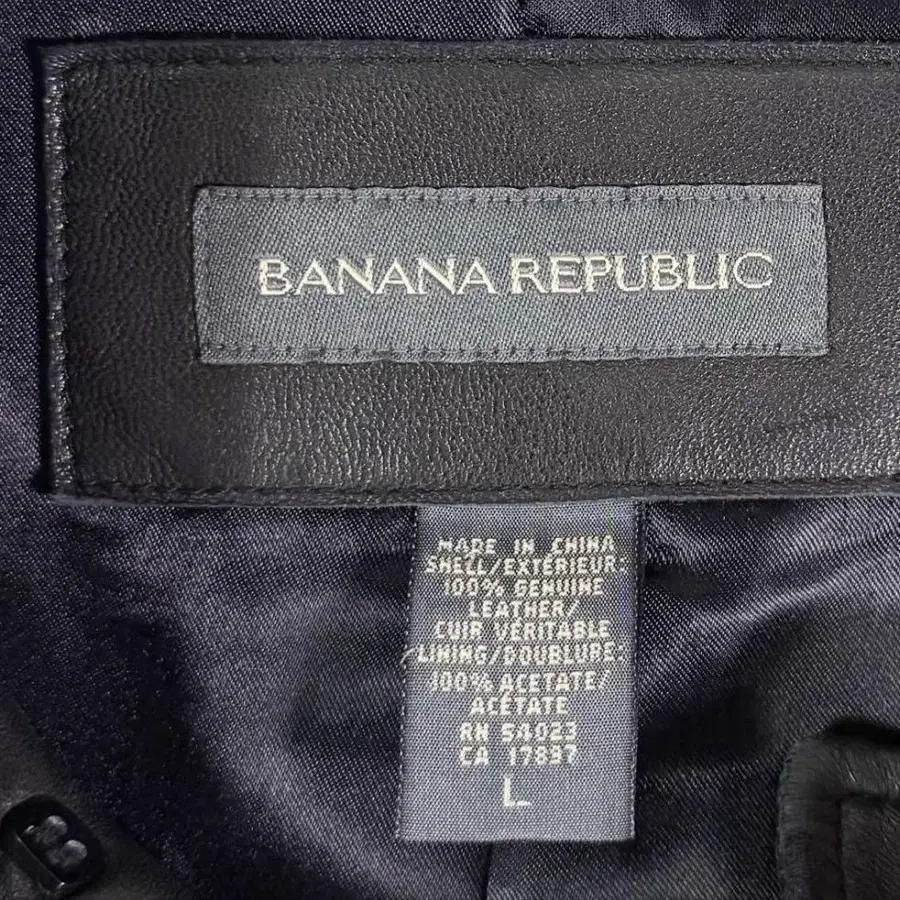 BANANA REPUBLIC
MADE IN CHINA
SHELL/EXTÉRIEUR:
100% GENUINE
LEATHER/
CUIR VÉRITABLE
LINING/DOUBLURE:
100% ACETATE/
ACÉTATE
RN 54023
CA 17897
L
B